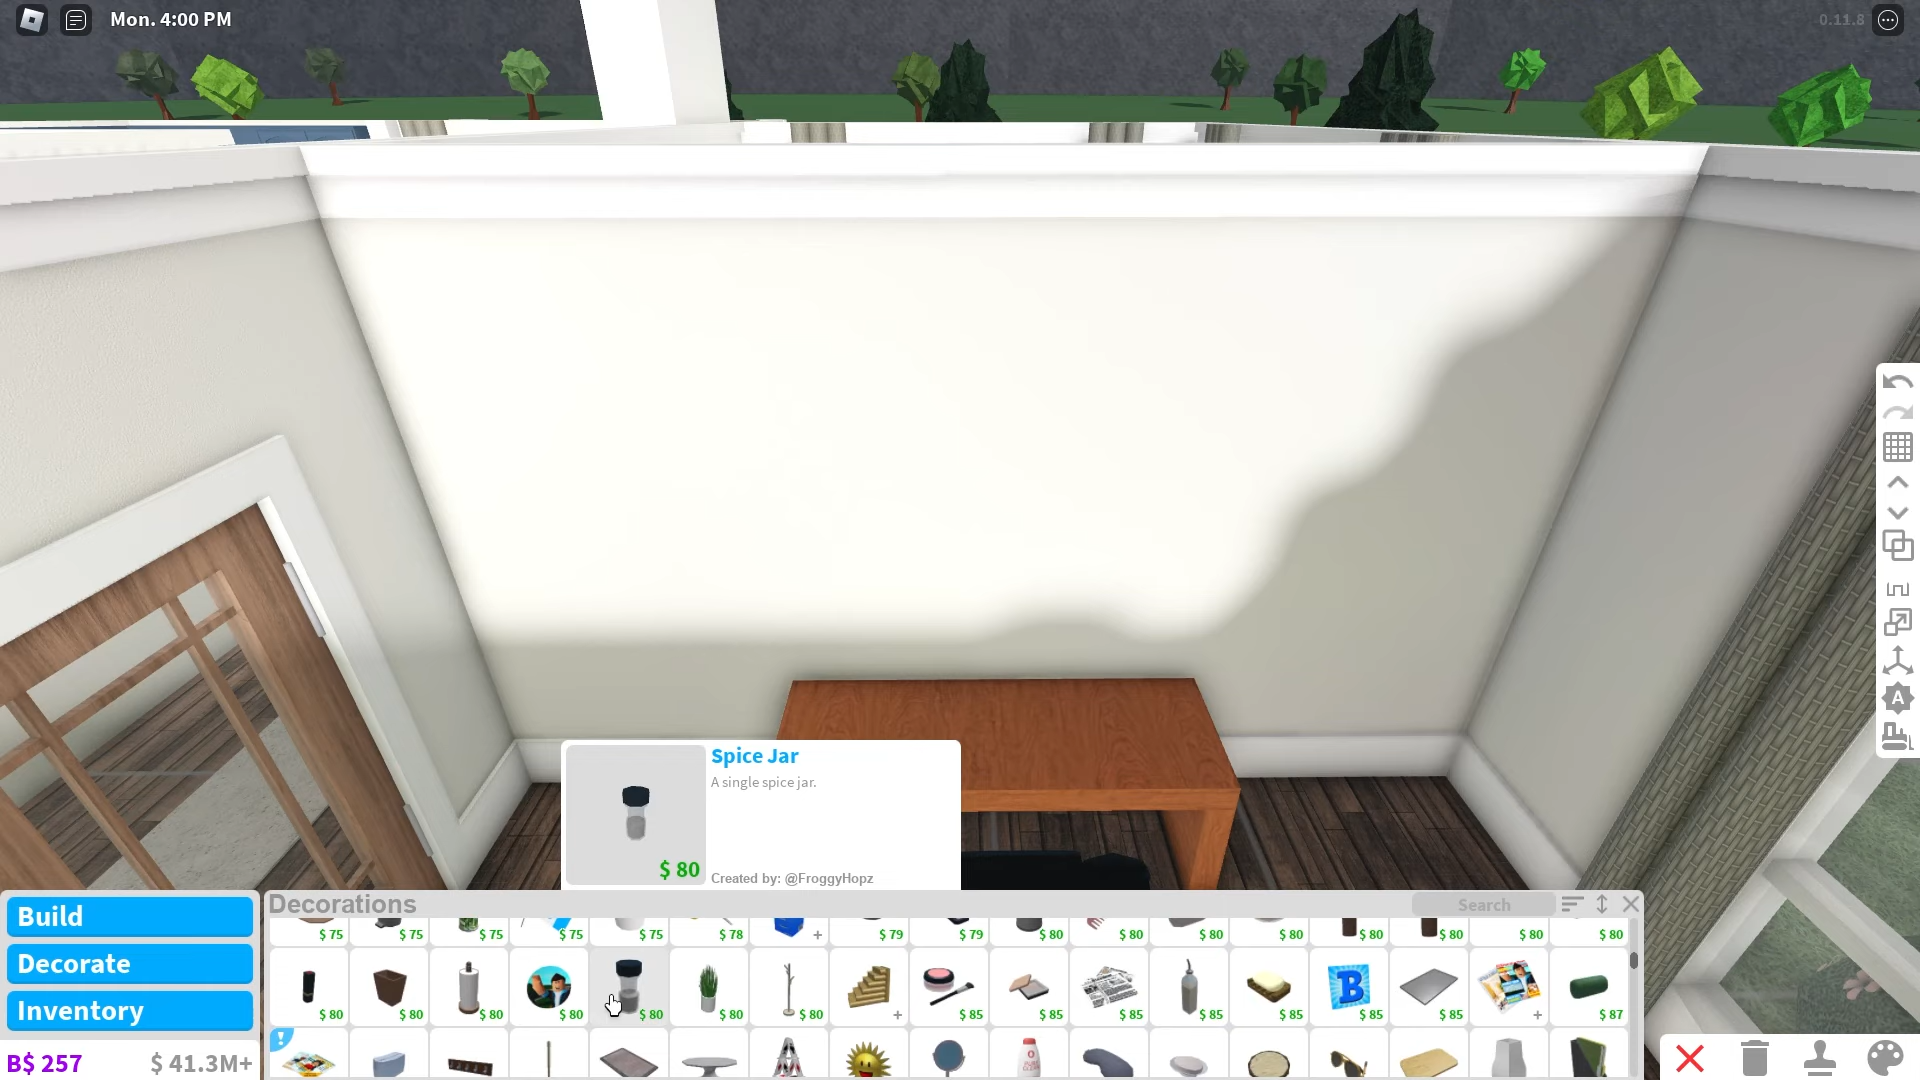 Mon. 4:00 PM
0.11.8
A
Spice Jar
A single spice jar.
$ 80
Created by: @FroggyHopz
Build
Decorate
Inventory
B$ 257
$ 41.3M+
Decorations
Search
$ 75 $ 75 $ 75 $ 75 $ 75 $ 78 + $ 79 $ 79 $ 80 $ 80 $ 80 $ 80 $ 80 $ 80 $ 80 $ 80
B
$ 80 $ 80 $ 80 $ 80 $ 80 $ 80 $ 80 + $ 85 $ 85 $ 85 $ 85 $ 85 $ 85 $ 85 + $ 87
!